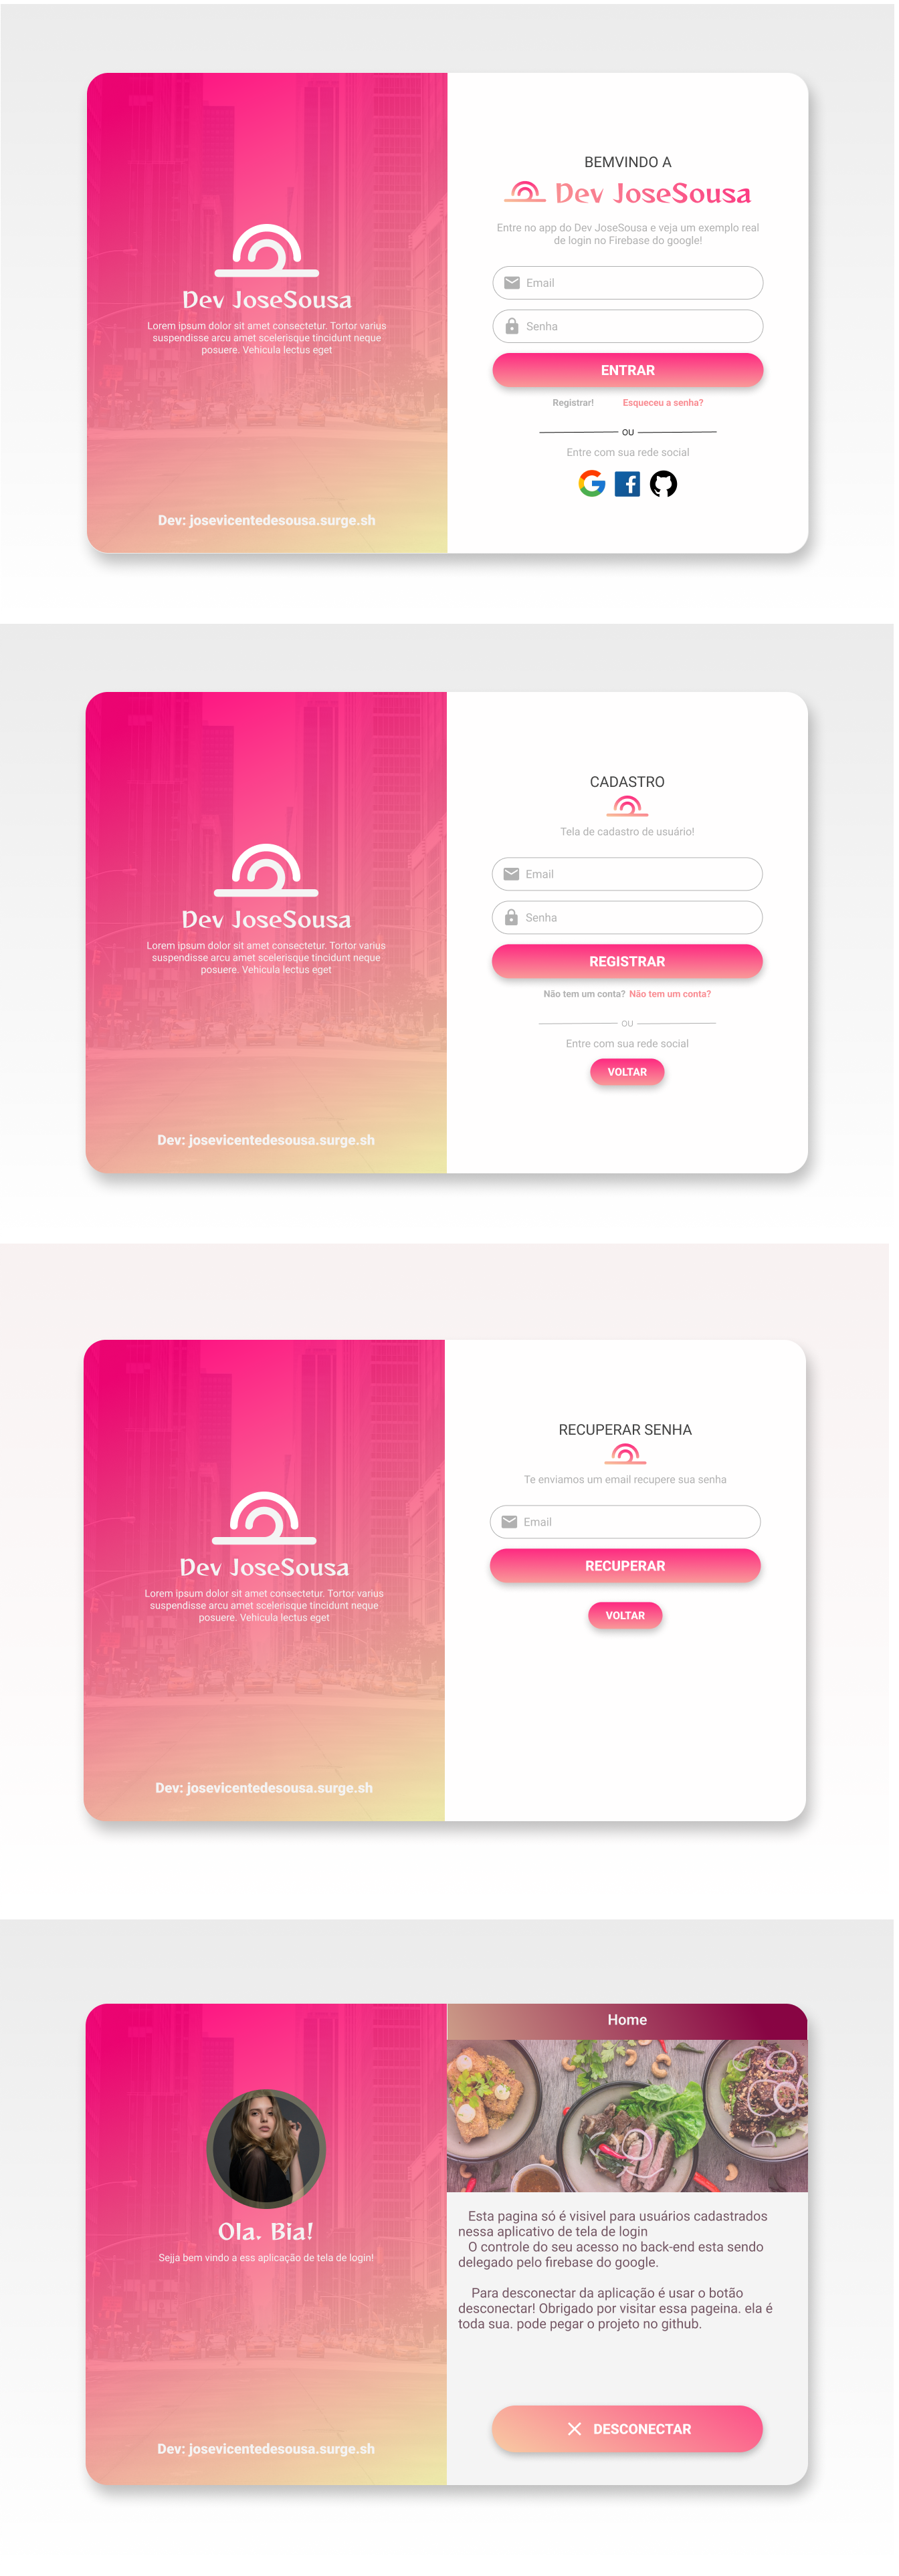 Dev JoseSousa
Lorem ipsum dolor sit amet consectetur. Tortor varius
suspendisse arcu amet scelerisque tincidunt neque
posuere. Vehicula lectus eget
Dev: josevicentedesousa.surge.sh
BEMVINDO A
Dev JoseSousa
Entre no app do Dev JoseSousa e veja um exemplo real
de login no Firebase do google!
Email
Senha
ENTRAR
Registrar! Esqueceu a senha?
OU
Entre com sua rede social
Dev JoseSousa
Lorem ipsum dolor sit amet consectetur. Tortor varius
suspendisse arcu amet scelerisque tincidunt neque
posuere. Vehicula lectus eget
Dev: josevicentedesousa.surge.sh
CADASTRO
Tela de cadastro de usuário!
Email
Senha
REGISTRAR
Não tem um conta? Não tem um conta?
OU
Entre com sua rede social
VOLTAR
Dev JoseSousa
Lorem ipsum dolor sit amet consectetur. Tortor varius
suspendisse arcu amet scelerisque tincidunt neque
posuere. Vehicula lectus eget
Dev: josevicentedesousa.surge.sh
RECUPERAR SENHA
Te enviamos um email recupere sua senha
Email
RECUPERAR
VOLTAR
Ola. Bia!
Sejja bem vindo a ess aplicação de tela de login!
Dev: josevicentedesousa.surge.sh
Home
Esta pagina só é visivel para usuários cadastrados
nessa aplicativo de tela de login
O controle do seu acesso no back-end esta sendo
delegado pelo firebase do google.
Para desconectar da aplicação é usar o botão
desconectar! Obrigado por visitar essa pageina. ela é
toda sua. pode pegar o projeto no github.
DESCONECTAR